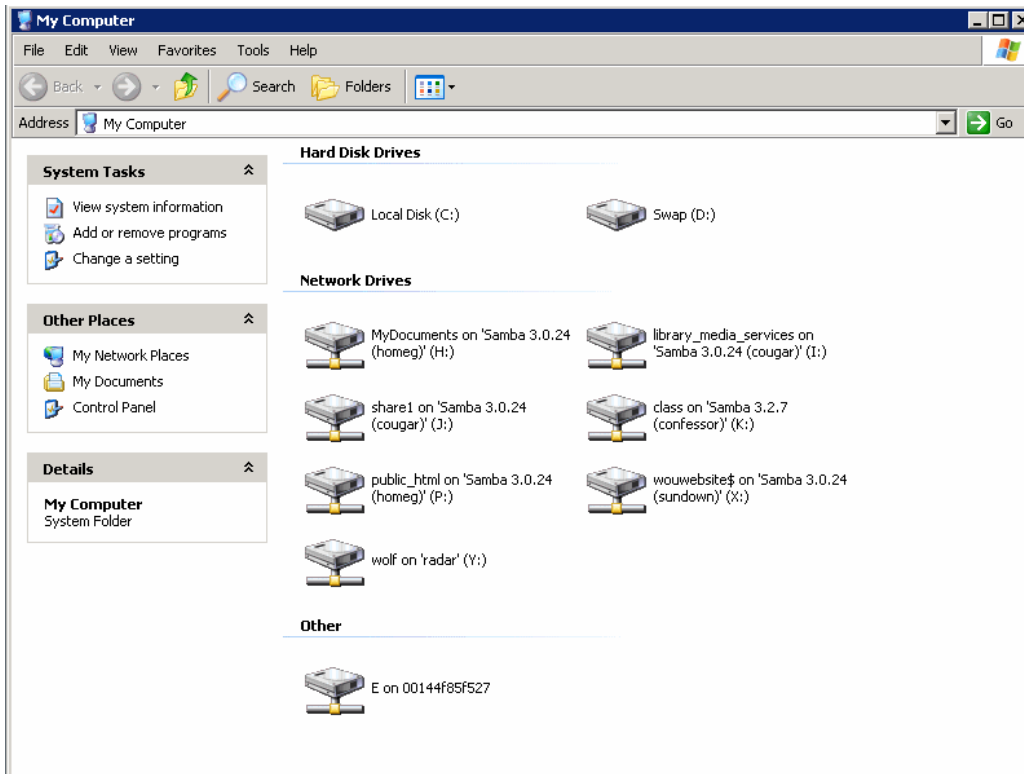 My Computer
File Edit View Favorites Tools Help
Back Search Folders
Address My Computer Go
System Tasks
View system information
Add or remove programs
Change a setting
Other Places
My Network Places
My Documents
Control Panel
Details
My Computer
System Folder
Hard Disk Drives
Local Disk (C:)
Swap (D:)
Network Drives
MyDocuments on 'Samba 3.0.24
(homeg)' (H:)
library_media_services on
'Samba 3.0.24 (cougar)' (I:)
share1 on 'Samba 3.0.24
(cougar)' (J:)
class on 'Samba 3.2.7
(confessor)' (K:)
public_html on 'Samba 3.0.24
(homeg)' (P:)
wouwebsite$ on 'Samba 3.0.24
(sundown)' (X:)
wolf on 'radar' (Y:)
Other
E on 00144f85f527